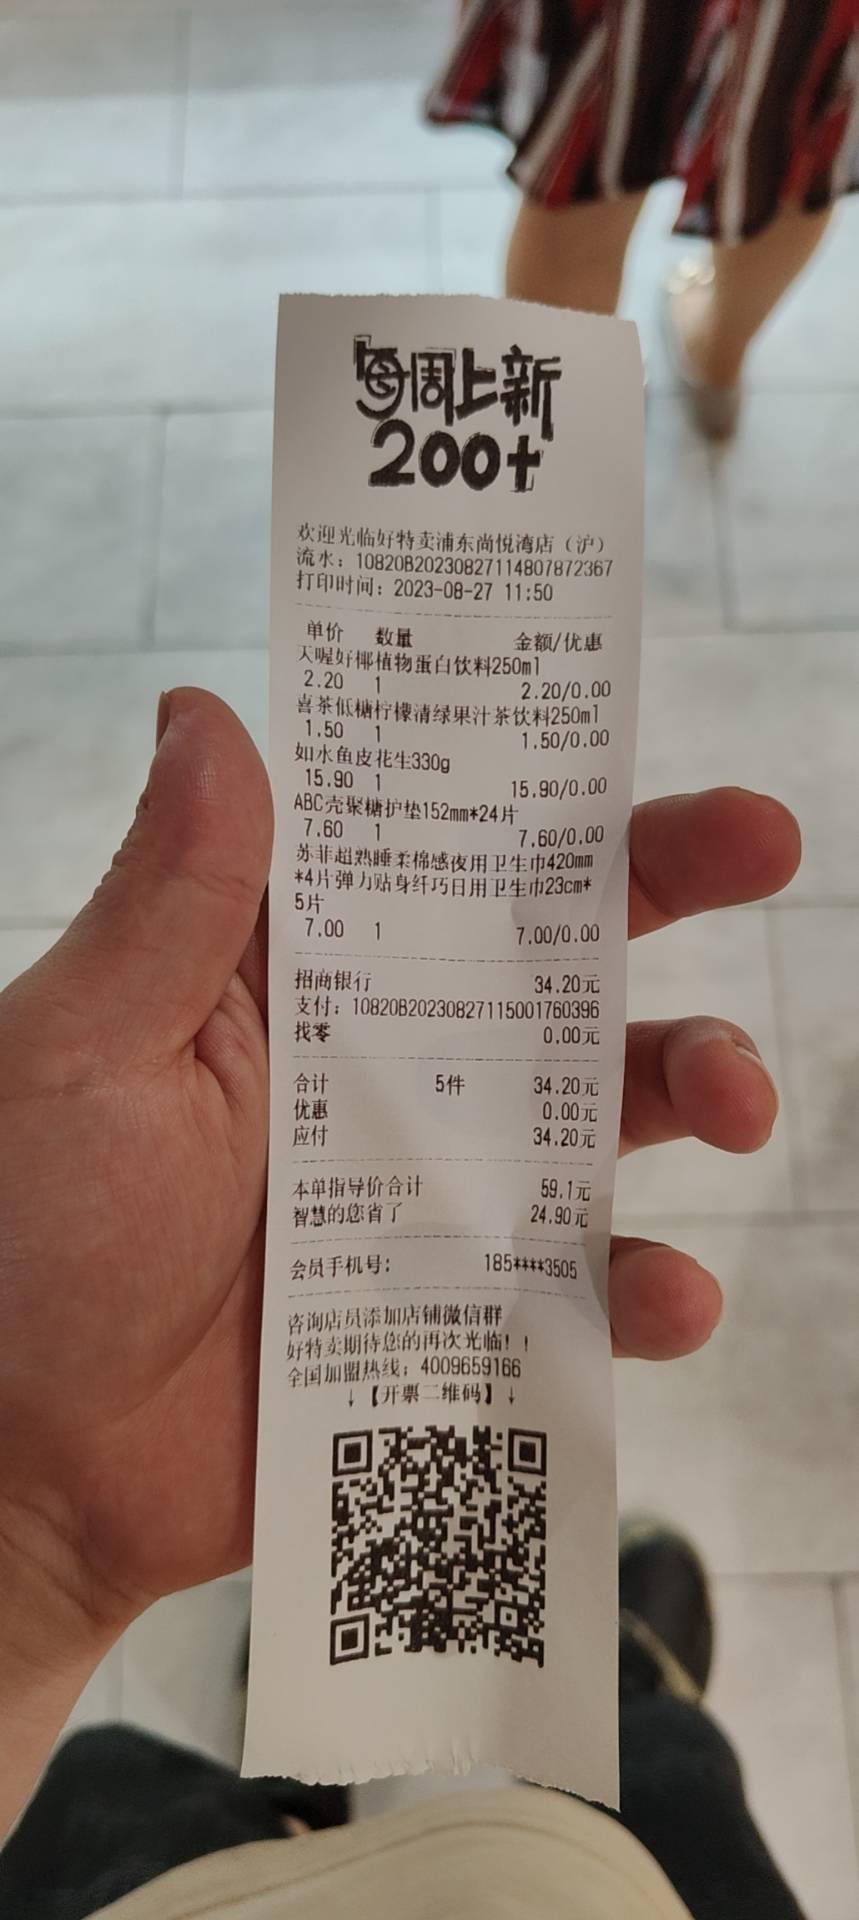 每周上新
200+
欢迎光临好特卖浦东尚悦湾店（沪）
流水：10820B20230827114807872367
打印时间：2023-08-27 11:50
单价 数量 金额/优惠
天喔好椰植物蛋白饮料250ml
2.20 1 2.20/0.00
喜茶低糖柠檬清绿果汁茶饮料250ml
1.50 1 1.50/0.00
如水鱼皮花生330g
15.90 1 15.90/0.00
ABC壳聚糖护垫152mm*24片
7.60 1 7.60/0.00
苏菲超熟睡柔棉感夜用卫生巾420mm
*4片弹力贴身纤巧日用卫生巾23cm*
5片
7.00 1 7.00/0.00
招商银行 34.20元
支付：10820B20230827115001760396
找零 0.00元
合计 5件 34.20元
优惠 0.00元
应付 34.20元
本单指导价合计 59.1元
智慧的您省了 24.90元
会员手机号： 185****3505
咨询店员添加店铺微信群
好特卖期待您的再次光临！！
全国加盟热线：4009659166
↓【开票二维码】↓